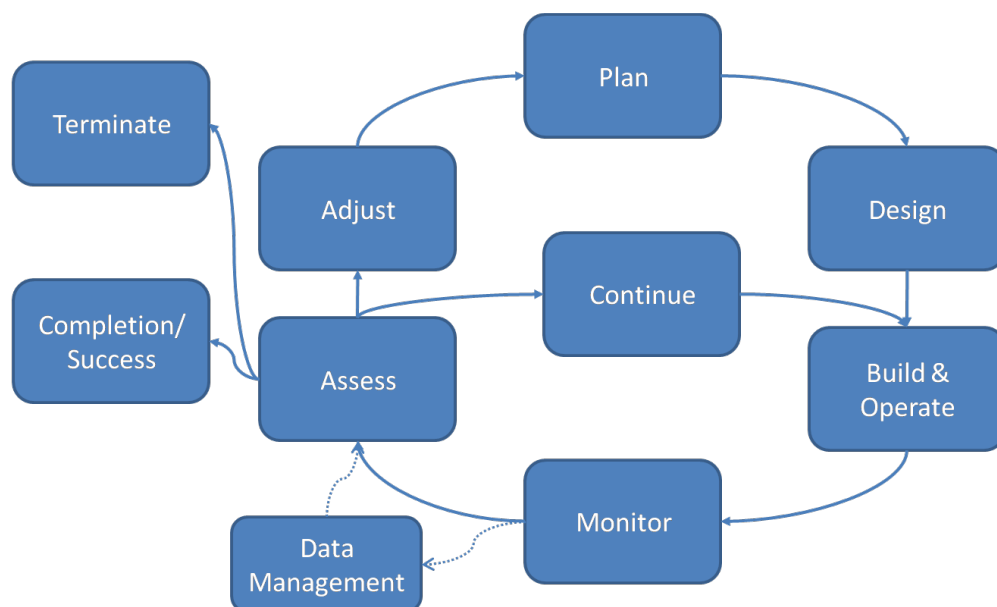 Plan
Terminate
Adjust
Design
Continue
Completion/
Success
Assess
Build &
Operate
Monitor
Data
Management